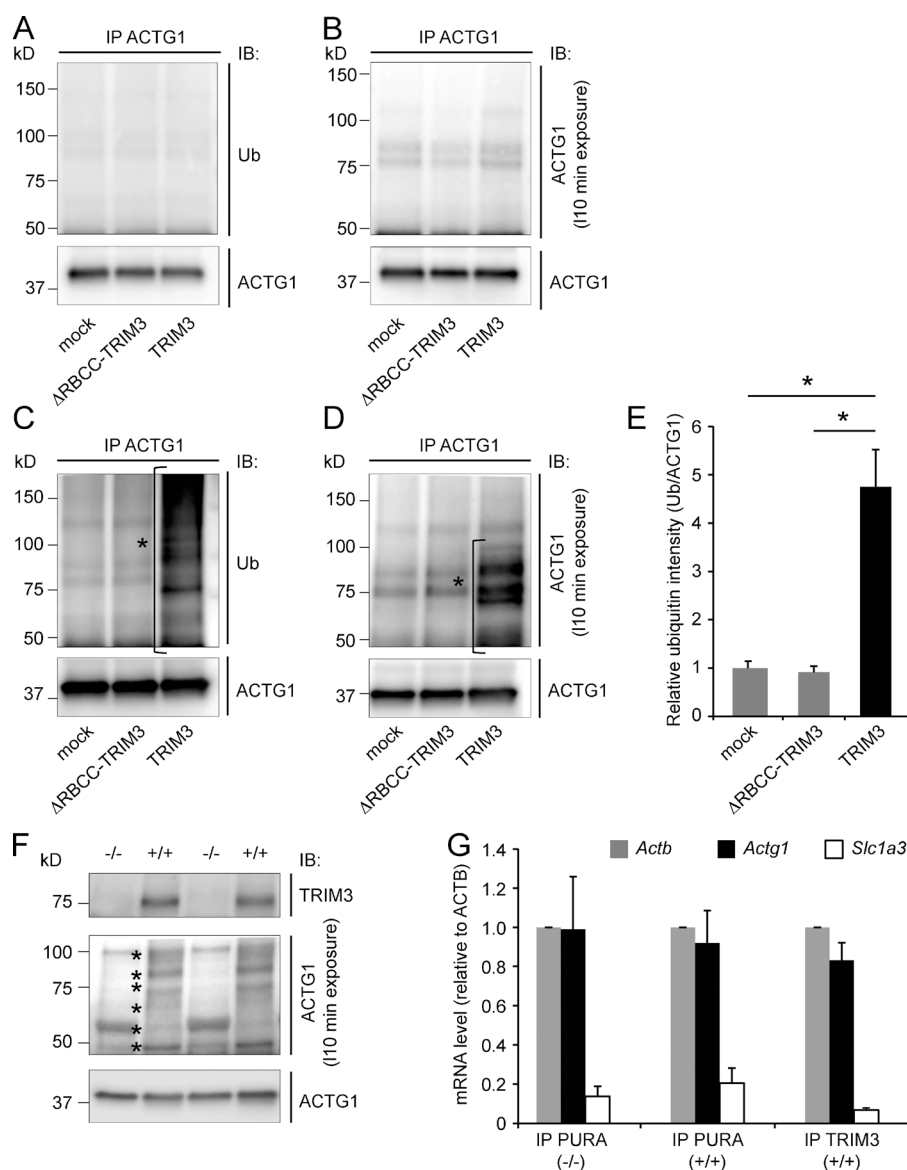 A
IP ACTG1
kD
IB:
150
100
75
50
Ub
37
ACTG1
mock
ΔRBCC-TRIM3
TRIM3
B
IP ACTG1
kD
IB:
150
100
75
50
ACTG1
(I10 min exposure)
37
ACTG1
mock
ΔRBCC-TRIM3
TRIM3
C
IP ACTG1
kD
IB:
150
100
75
50
*
Ub
37
ACTG1
mock
ΔRBCC-TRIM3
TRIM3
D
IP ACTG1
kD
IB:
150
100
75
50
*
ACTG1
(I10 min exposure)
37
ACTG1
mock
ΔRBCC-TRIM3
TRIM3
E
*
*
Relative ubiquitin intensity (Ub/ACTG1)
6
5
4
3
2
1
0
mock
ΔRBCC-TRIM3
TRIM3
F
kD
-/- +/+ -/- +/+
IB:
75
TRIM3
100
75
50
*
*
*
*
*
*
ACTG1
(I10 min exposure)
37
ACTG1
G
Actb Actg1 Slc1a3
mRNA level (relative to ACTB)
1.4
1.2
1.0
0.8
0.6
0.4
0.2
0
IP PURA
(-/-)
IP PURA
(+/+)
IP TRIM3
(+/+)